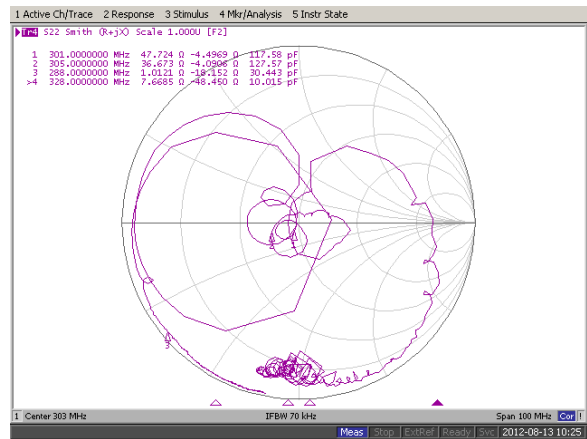 1 Active Ch/Trace 2 Response 3 Stimulus 4 Mkr/Analysis 5 Instr State
Tr4 S22 Smith (R+jX) Scale 1.000U [F2]
1 301.0000000 MHz 47.724 Ω -4.4969 Ω 117.58 pF
2 305.0000000 MHz 36.673 Ω -4.0906 Ω 127.57 pF
3 288.0000000 MHz 1.0121 Ω -18.152 Ω 30.443 pF
>4 328.0000000 MHz 7.6685 Ω -48.450 Ω 10.015 pF
3
1 Center 303 MHz IFBW 70 kHz Span 100 MHz Cor !
Meas Stop ExtRef Ready Svc 2012-08-13 10:25